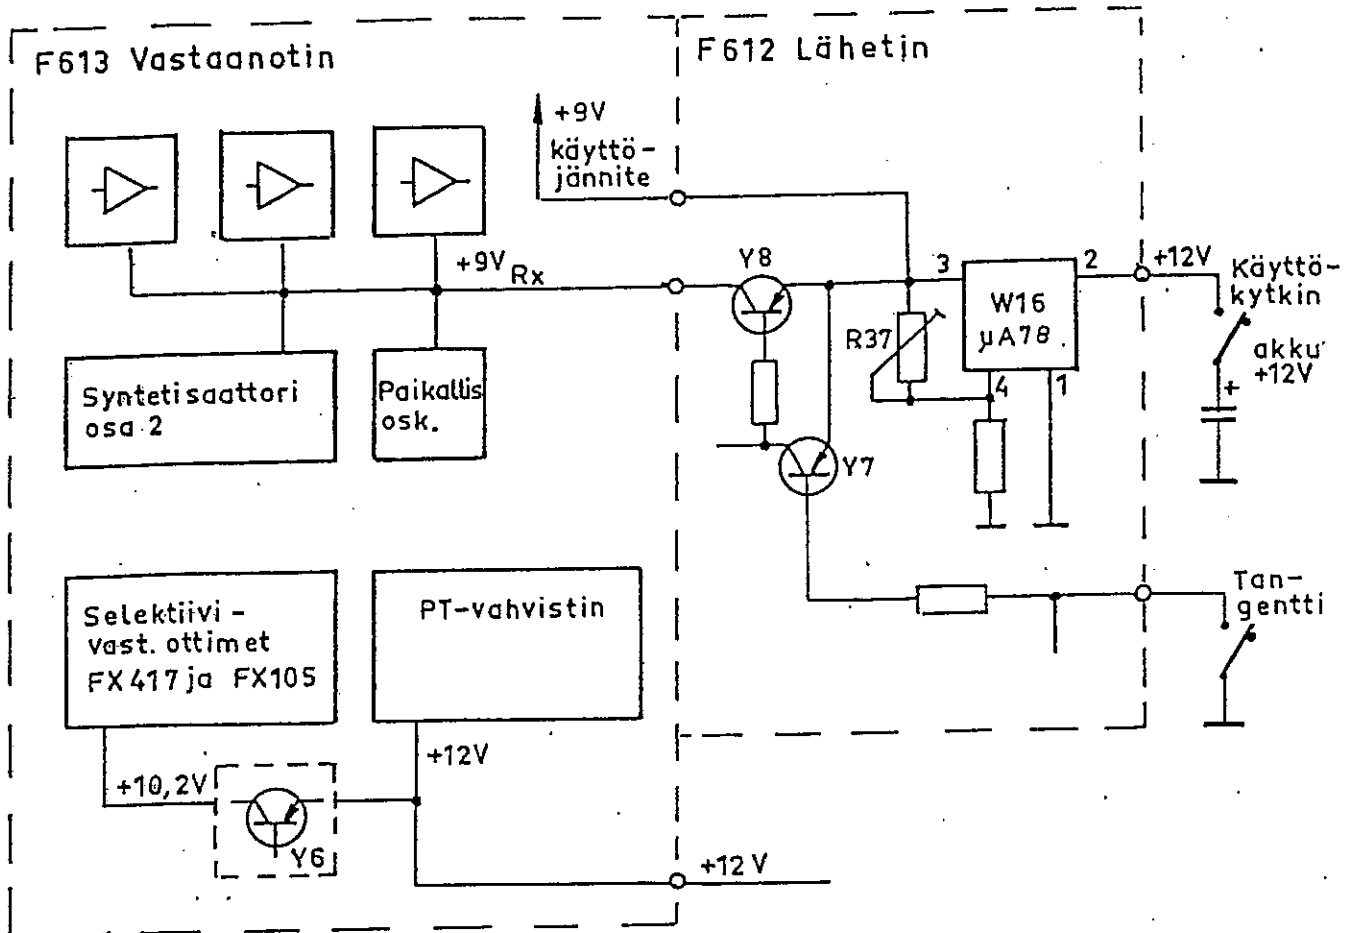 F613 Vastaanotin
F612 Lähetin
+9V
käyttö-
jännite
+9V Rx
Y8
3
2
+12V
Käyttö-
kytkin
W16
µA78
R37
4
1
akku
+12V
+
Syntetisaattori
osa 2
Paikallis
osk.
Y7
Selektiivi-
vast. ottimet
FX417 ja FX105
PT-vahvistin
Tan-
gentti
+12V
+10,2V
Y6
+12V